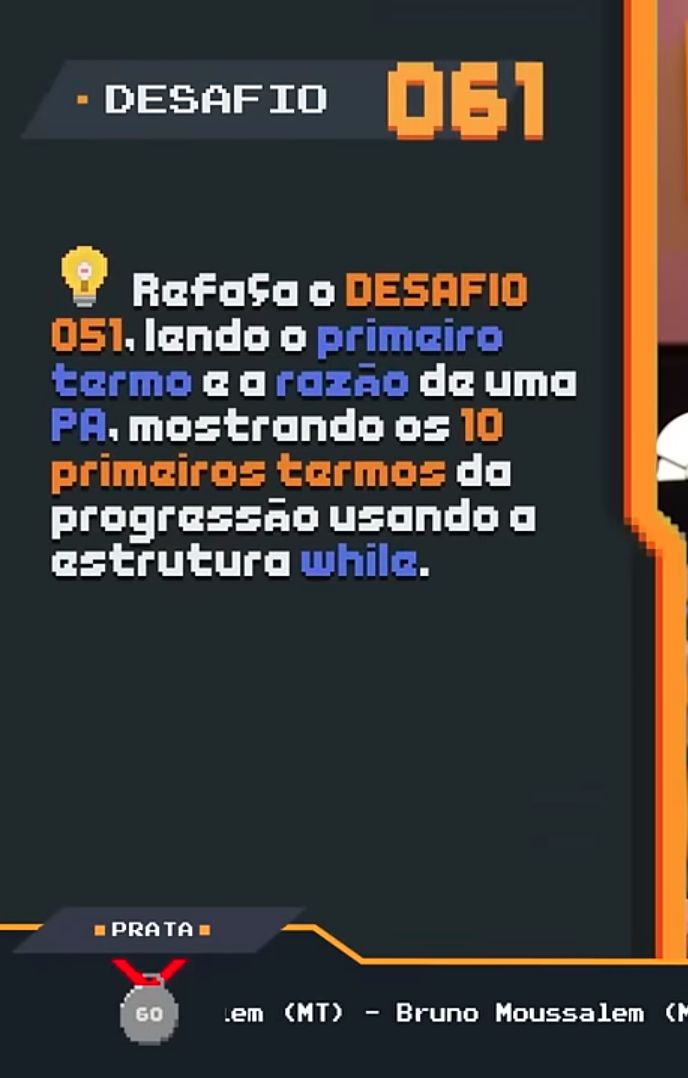 DESAFIO 061
Refaça o DESAFIO
051, lendo o primeiro
termo e a razão de uma
PA, mostrando os 10
primeiros termos da
progressão usando a
estrutura while.
PRATA
GO
em (MT) - Bruno Moussalem (M